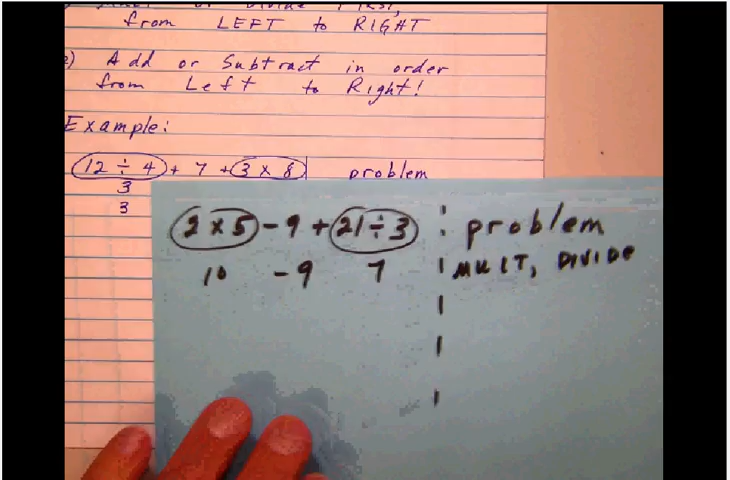 from LEFT to RIGHT
) Add or Subtract in order
from Left to Right!
Example:
12 ÷ 4 + 7 + 3 x 8 problem
3
3
2 x 5 - 9 + 21 ÷ 3 problem
10 - 9 7 MULT, DIVIDE